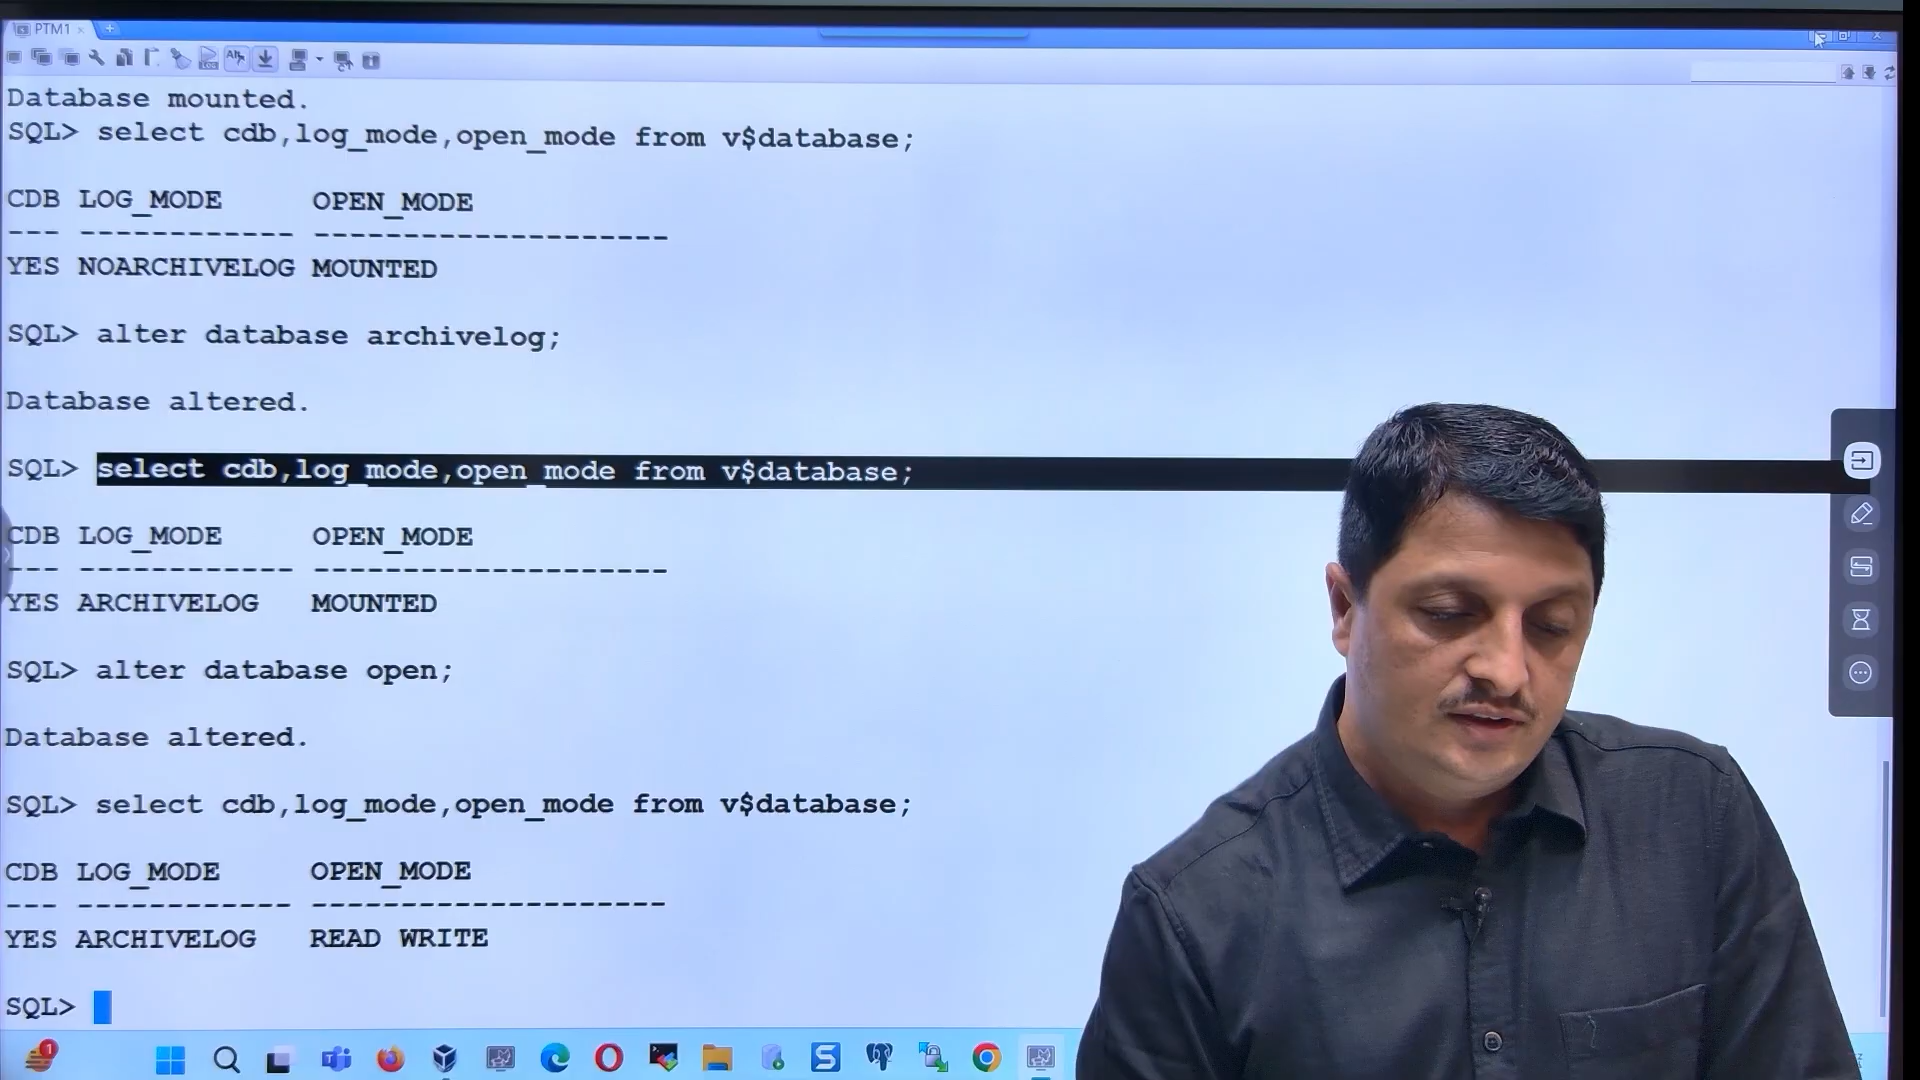 PTM1
Database mounted.
SQL> select cdb,log_mode,open_mode from v$database;
CDB LOG_MODE     OPEN_MODE
--- ------------ --------------------
YES NOARCHIVELOG MOUNTED
SQL> alter database archivelog;
Database altered.
SQL> select cdb,log_mode,open_mode from v$database;
CDB LOG_MODE     OPEN_MODE
--- ------------ --------------------
YES ARCHIVELOG   MOUNTED
SQL> alter database open;
Database altered.
SQL> select cdb,log_mode,open_mode from v$database;
CDB LOG_MODE     OPEN_MODE
--- ------------ --------------------
YES ARCHIVELOG   READ WRITE
SQL>
1